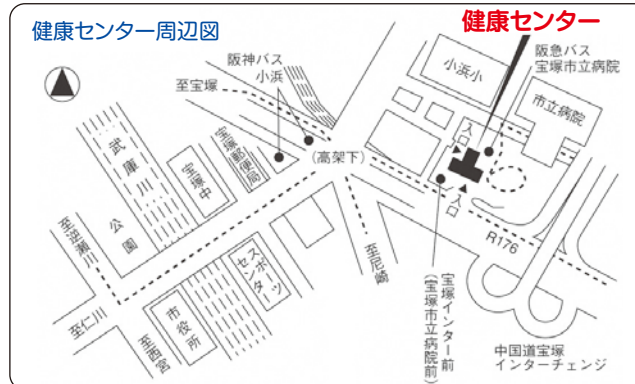 健康センター周辺図
健康センター
阪神バス
小浜
至宝塚
阪急バス
宝塚市立病院
小浜小
市立病院
入口
入口
(高架下)
武庫川
公園
宝塚中
宝塚郵便局
至逆瀬川
至仁川
市役所
至西宮
スポーツ
センター
至尼崎
R176
宝塚インター前
(宝塚市立病院前)
中国道宝塚
インターチェンジ